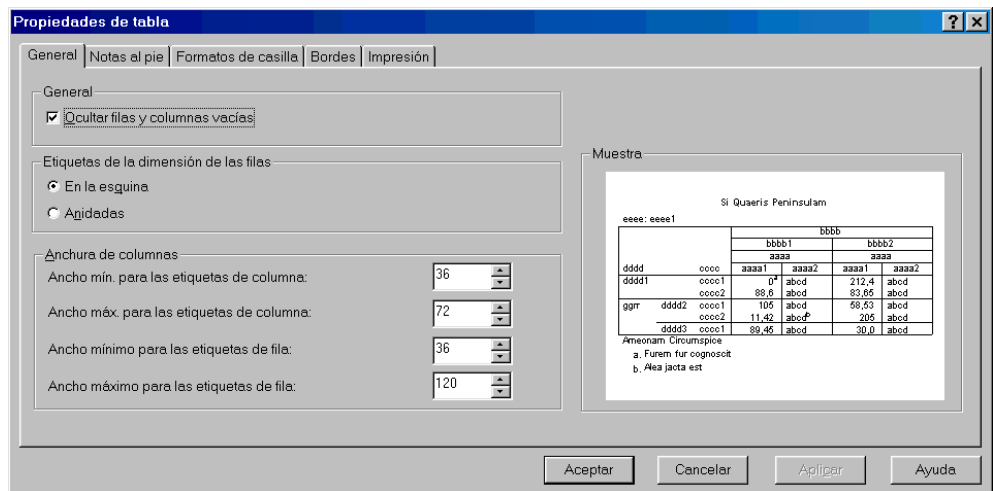 Propiedades de tabla
General Notas al pie Formatos de casilla Bordes Impresión
General
Ocultar filas y columnas vacías
Etiquetas de la dimensión de las filas
En la esquina
Anidadas
Anchura de columnas
Ancho mín. para las etiquetas de columna: 36
Ancho máx. para las etiquetas de columna: 72
Ancho mínimo para las etiquetas de fila: 36
Ancho máximo para las etiquetas de fila: 120
Muestra
Si Quaeris Peninsulam
eeee: eeee1
bbbb
bbbb1 bbbb2
aaaa aaaa
dddd cccc aaaa1 aaaa2 aaaa1 aaaa2
dddd1 cccc1 0a abcd 212,4 abcd
cccc2 88,6 abcd 83,65 abcd
ggrr dddd2 cccc1 105 abcd 58,53 abcd
cccc2 11,42 abcdb 205 abcd
dddd3 cccc1 89,45 abcd 30,0 abcd
Ameonam Circumspice
a. Furem fur cognoscit
b. Alea jacta est
Aceptar Cancelar Aplicar Ayuda